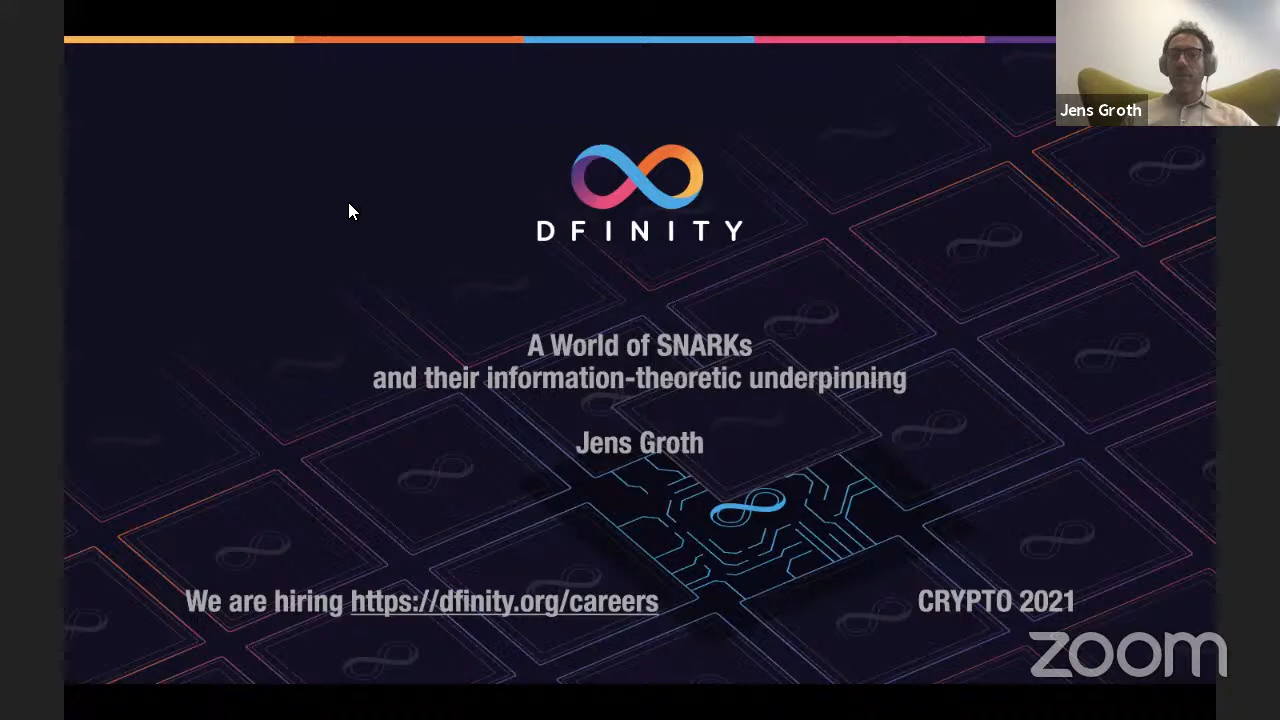 Jens Groth
DFINITY
A World of SNARKs
and their information-theoretic underpinning
Jens Groth
We are hiring https://dfinity.org/careers
CRYPTO 2021
zoom